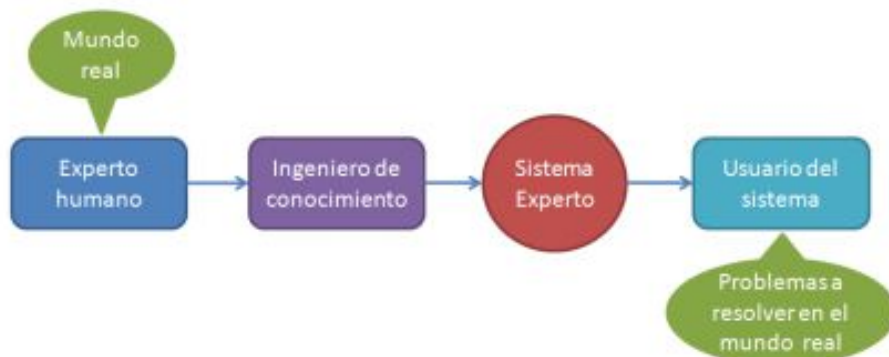 Mundo
real
Experto
humano
Ingeniero de
conocimiento
Sistema
Experto
Usuario del
sistema
Problemas a
resolver en el
mundo real